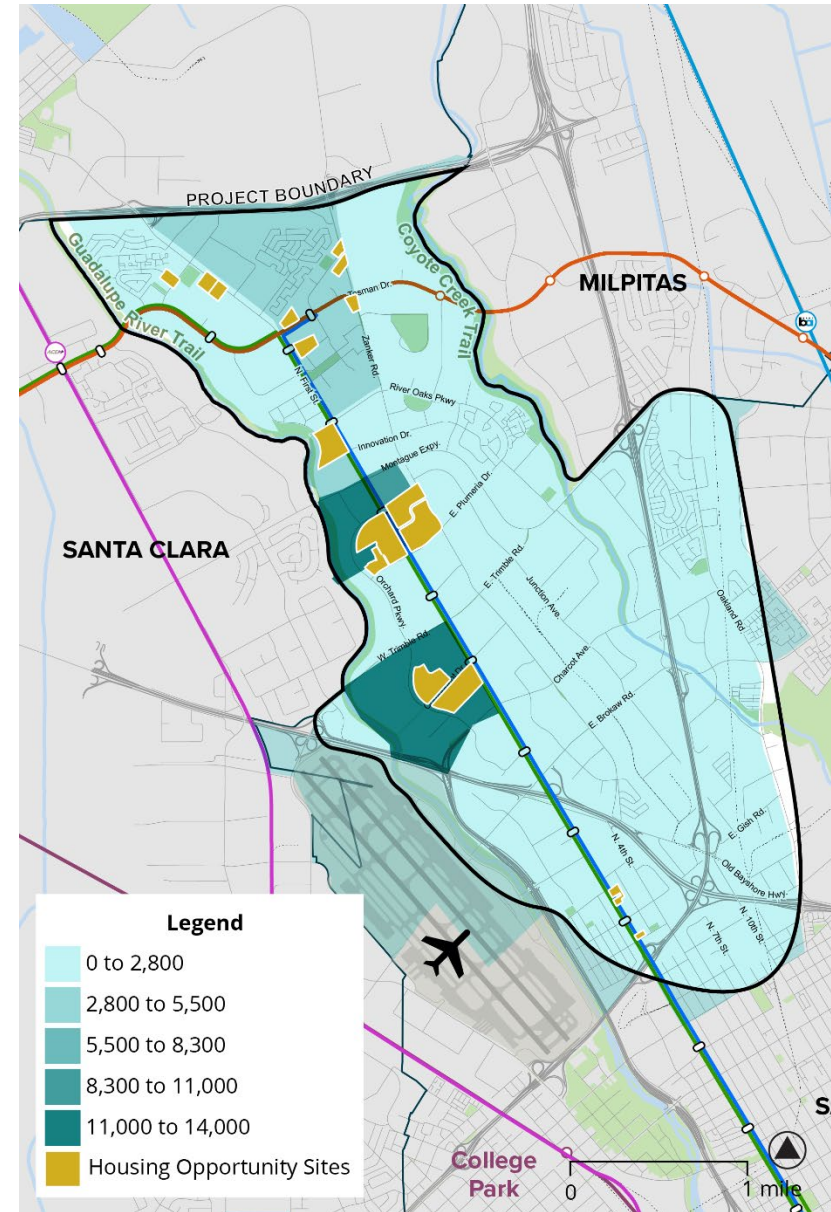 PROJECT BOUNDARY
Guadalupe River Trail
Coyote Creek Trail
MILPITAS
Tasman Dr.
Zanker Rd.
N. First St.
River Oaks Pkwy
Innovation Dr.
Montague Expy.
E. Plumeria Dr.
SANTA CLARA
E. Trimble Rd.
Junction Ave.
Orchard Pkwy.
Oakland Rd.
W. Trimble Rd.
Charcot Ave.
E. Brokaw Rd.
E. Gish Rd.
N. 4th St.
Old Bayshore Hwy.
N. 7th St.
N. 10th St.
Legend
0 to 2,800
2,800 to 5,500
5,500 to 8,300
8,300 to 11,000
11,000 to 14,000
Housing Opportunity Sites
College
Park
0
1 mile